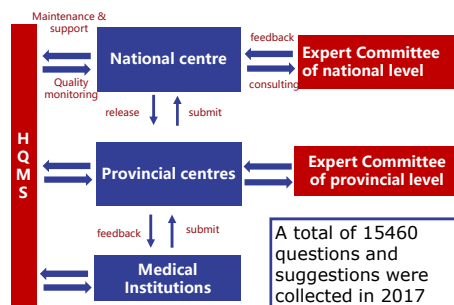 Maintenance &
support
National centre
feedback
Expert Committee
of national level
Quality
monitoring
consulting
release
submit
H
Q
M
S
Provincial centres
Expert Committee
of provincial level
feedback
submit
Medical
Institutions
A total of 15460
questions and
suggestions were
collected in 2017